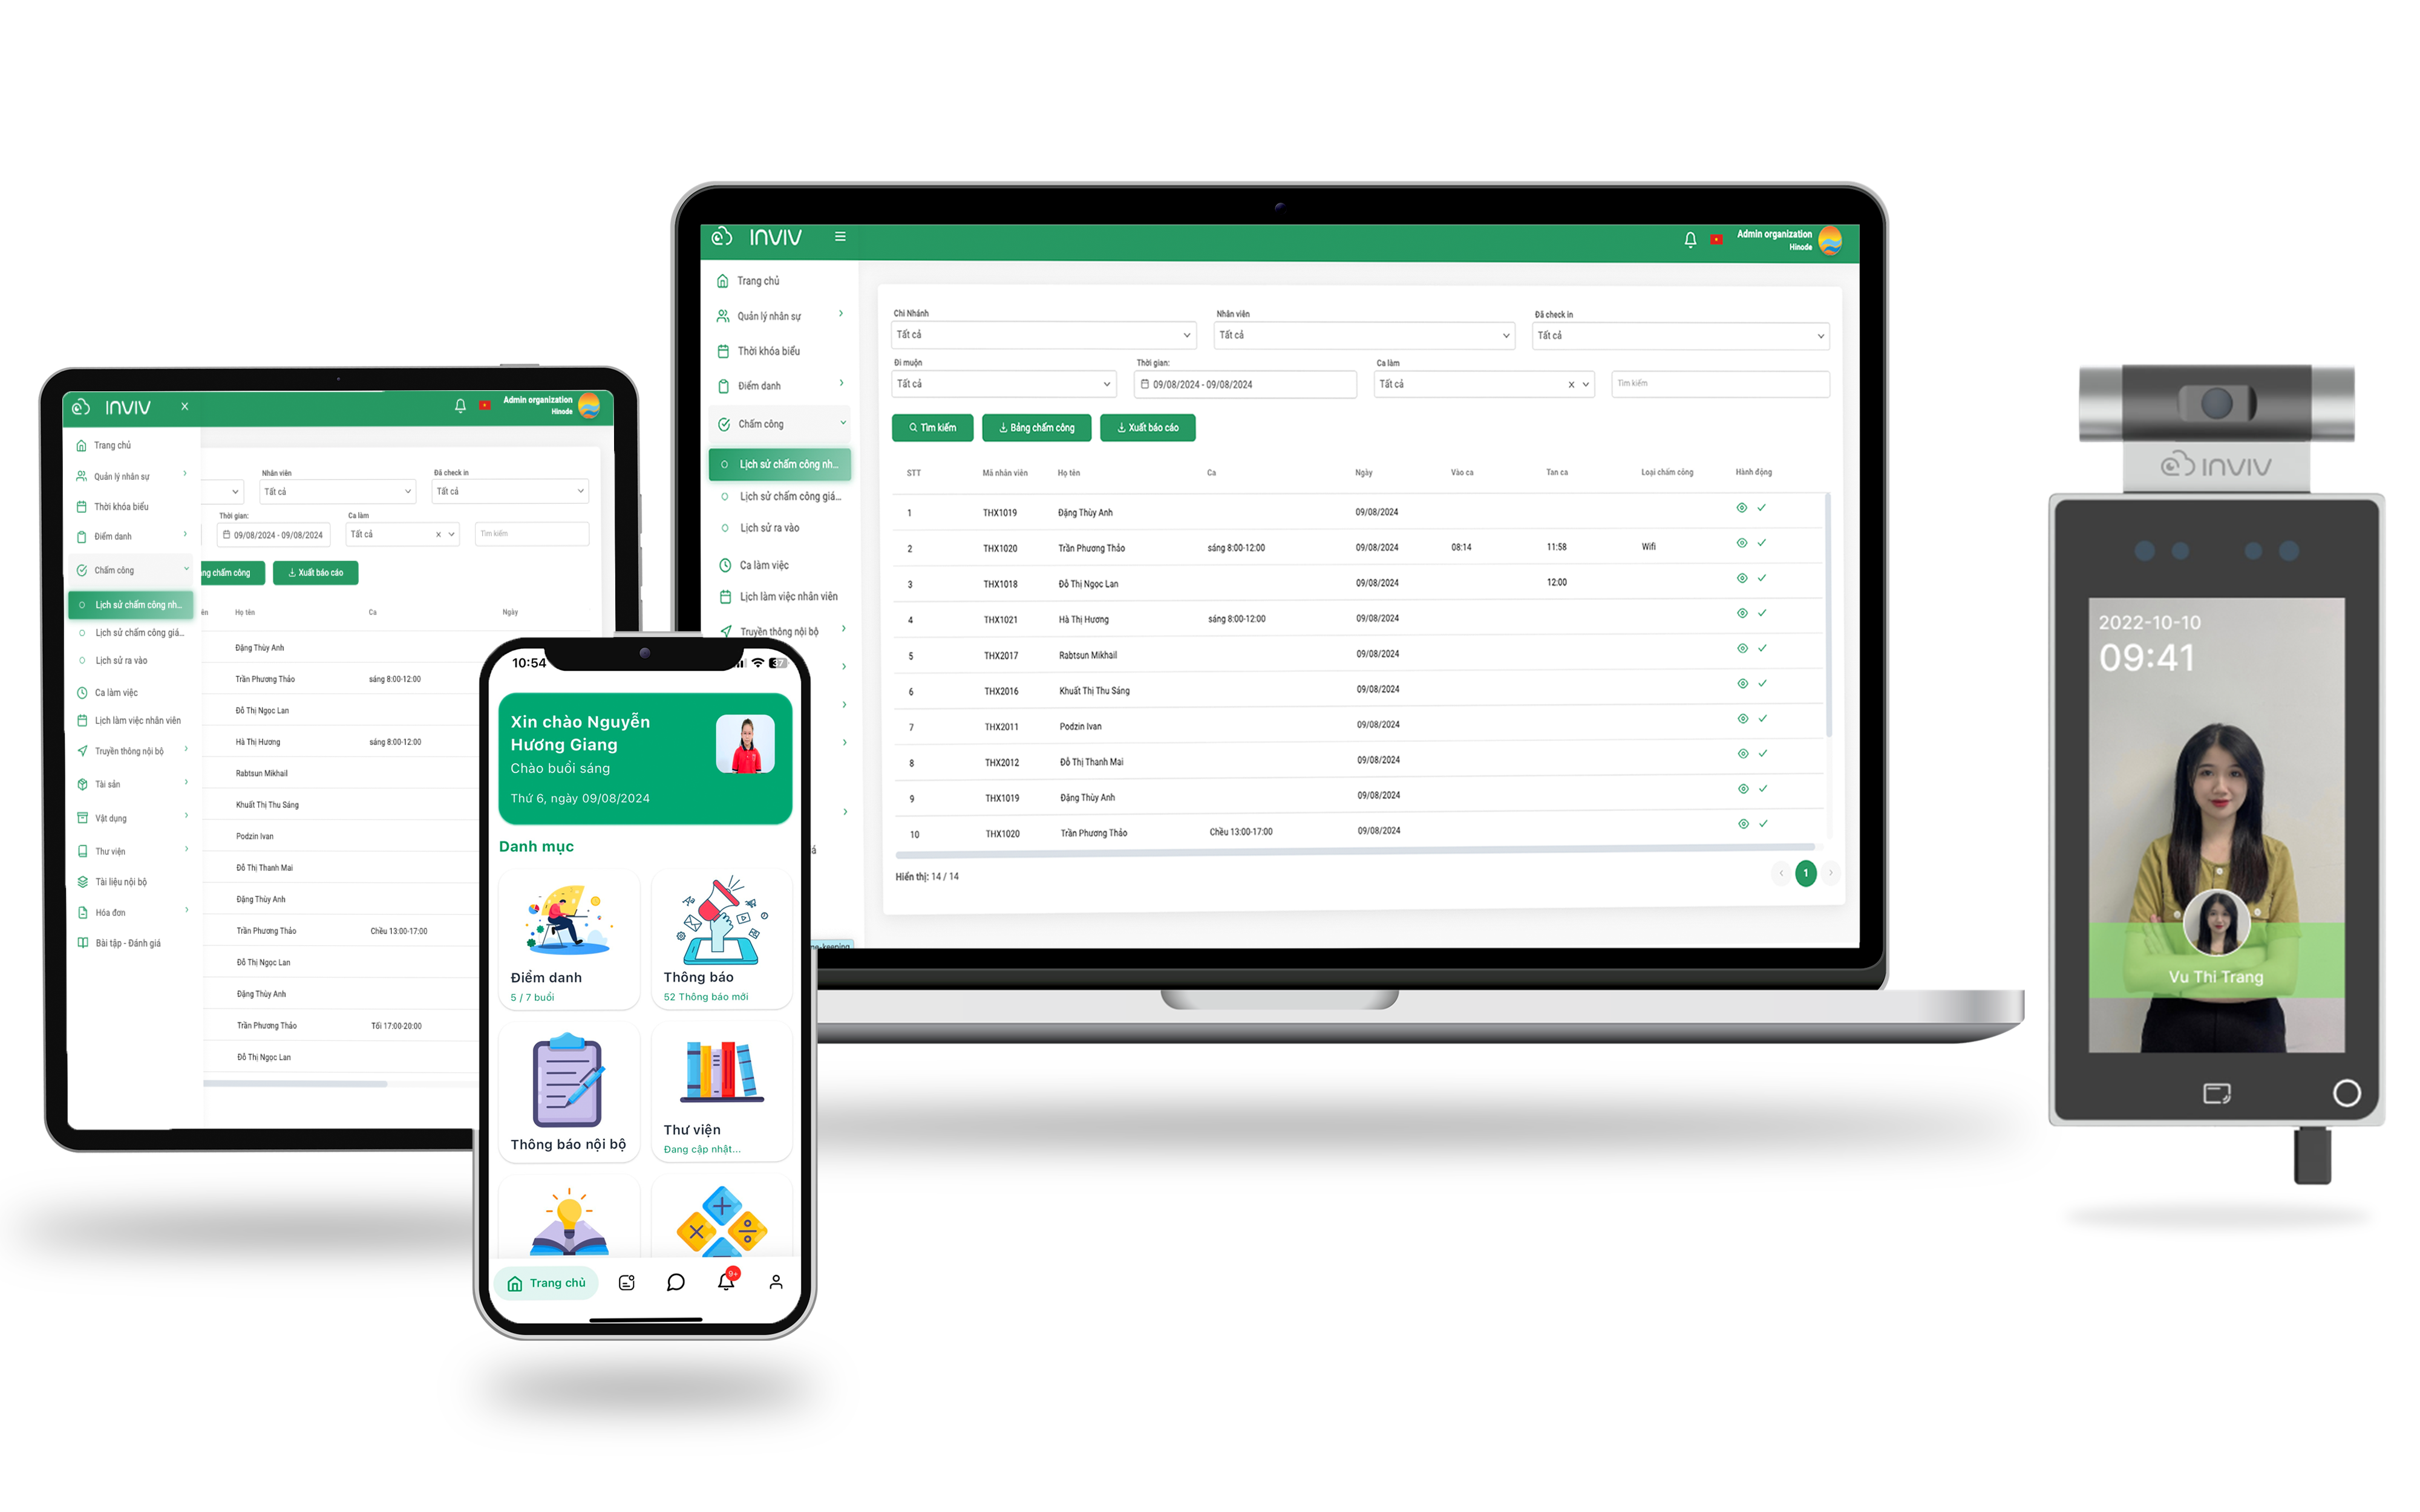 INVIV
Admin organization
Hinode
Trang chủ
Quản lý nhân sự
Thời khóa biểu
Điểm danh
Chấm công
Lịch sử chấm công nh...
Lịch sử chấm công giá...
Lịch sử ra vào
Ca làm việc
Lịch làm việc nhân viên
Truyền thông nội bộ
Chi Nhánh
Nhân viên
Đã check in
Tất cả
Tất cả
Tất cả
Đi muộn
Thời gian:
Ca làm
Tất cả
09/08/2024 - 09/08/2024
Tất cả
Tìm kiếm
Tìm kiếm
Bảng chấm công
Xuất báo cáo
STT Mã nhân viên Họ tên Ca Ngày Vào ca Tan ca Loại chấm công Hành động
1 THX1019 Đặng Thùy Anh 09/08/2024
2 THX1020 Trần Phương Thảo sáng 8:00-12:00 09/08/2024 08:14 11:58 Wifi
3 THX1018 Đỗ Thị Ngọc Lan 09/08/2024 12:00
4 THX1021 Hà Thị Hương sáng 8:00-12:00 09/08/2024
5 THX2017 Rabtsun Mikhail 09/08/2024
6 THX2016 Khuất Thị Thu Sáng 09/08/2024
7 THX2011 Podzin Ivan 09/08/2024
8 THX2012 Đỗ Thị Thanh Mai 09/08/2024
9 THX1019 Đặng Thùy Anh 09/08/2024
10 THX1020 Trần Phương Thảo Chều 13:00-17:00 09/08/2024
Hiển thị: 14 / 14
1
á
ne-keeping
INVIV
Admin organization
Hinode
Trang chủ
Quản lý nhân sự
Thời khóa biểu
Điểm danh
Chấm công
Lịch sử chấm công nh...
Lịch sử chấm công giá...
Lịch sử ra vào
Ca làm việc
Lịch làm việc nhân viên
Truyền thông nội bộ
Tài sản
Vật dụng
Thư viện
Tài liệu nội bộ
Hóa đơn
Bài tập - Đánh giá
Nhân viên
Đã check in
Tất cả
Tất cả
Thời gian:
Ca làm
09/08/2024 - 09/08/2024
Tất cả
Tìm kiếm
ng chấm công
Xuất báo cáo
ên Họ tên Ca Ngày
Đặng Thùy Anh
Trần Phương Thảo sáng 8:00-12:00
Đỗ Thị Ngọc Lan
Hà Thị Hương sáng 8:00-12:00
Rabtsun Mikhail
Khuất Thị Thu Sáng
Podzin Ivan
Đỗ Thị Thanh Mai
Đặng Thùy Anh
Trần Phương Thảo Chều 13:00-17:00
Đỗ Thị Ngọc Lan
Đặng Thùy Anh
Trần Phương Thảo Tối 17:00-20:00
Đỗ Thị Ngọc Lan
10:54
37
Xin chào Nguyễn
Hương Giang
Chào buổi sáng
Thứ 6, ngày 09/08/2024
Danh mục
Điểm danh
5 / 7 buổi
Thông báo
52 Thông báo mới
Thông báo nội bộ
Thư viện
Đang cập nhật...
Trang chủ
9+
INVIV
2022-10-10
09:41
Vu Thi Trang